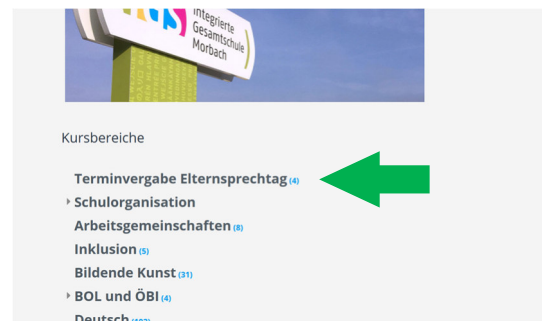 Integrierte
Gesamtschule
Morbach
Kursbereiche
Terminvergabe Elternsprechtag (4)
Schulorganisation
Arbeitsgemeinschaften (8)
Inklusion (5)
Bildende Kunst (31)
BOL und ÖBI (4)
Deutsch